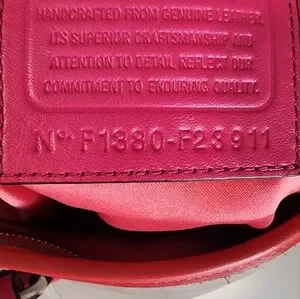 HANDCRAFTED FROM GENUINE LEATHER,
ITS SUPERIOR CRAFTSMANSHIP AND
ATTENTION TO DETAIL REFLECT OUR
COMMITMENT TO ENDURING QUALITY.
Nº F1380-F23911